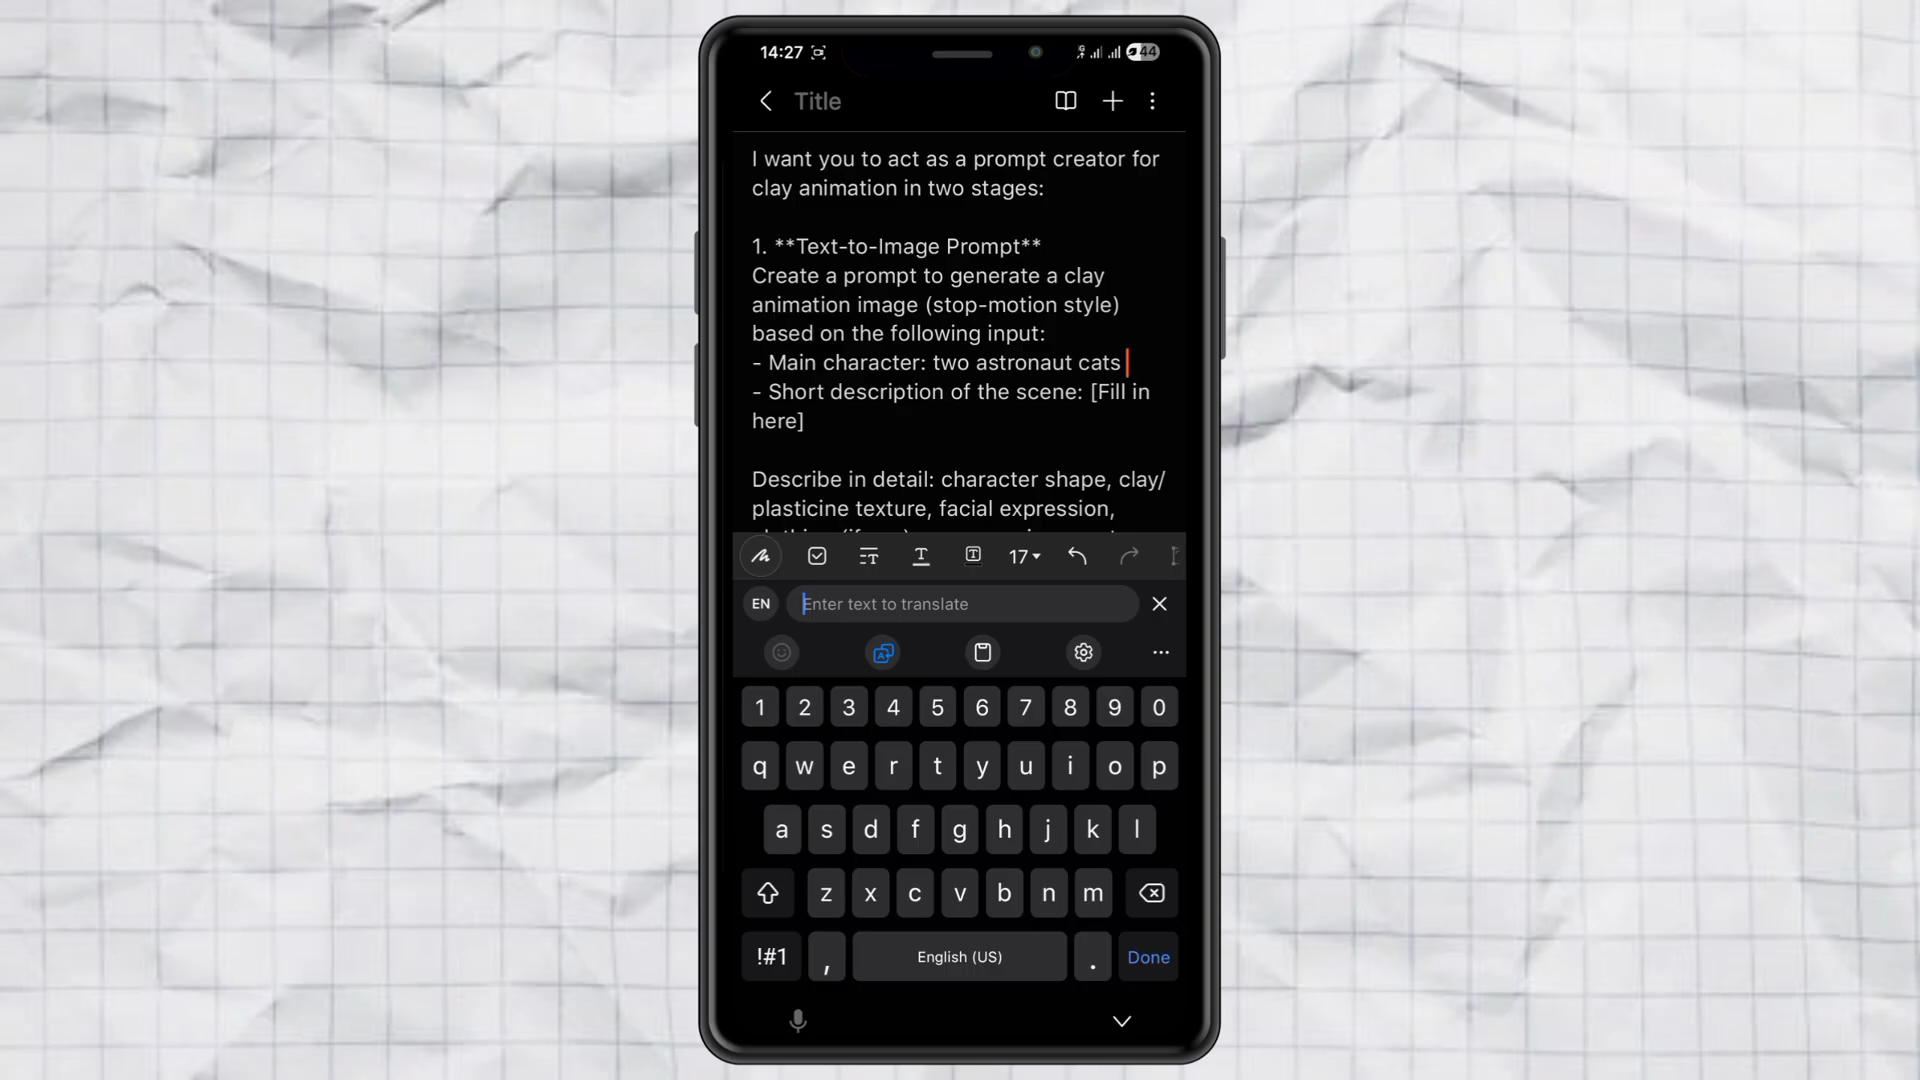 14:27
44
Title
I want you to act as a prompt creator for
clay animation in two stages:
1. **Text-to-Image Prompt**
Create a prompt to generate a clay
animation image (stop-motion style)
based on the following input:
- Main character: two astronaut cats
- Short description of the scene: [Fill in
here]
Describe in detail: character shape, clay/
plasticine texture, facial expression,
17
EN Enter text to translate
1 2 3 4 5 6 7 8 9 0
q w e r t y u i o p
a s d f g h j k l
z x c v b n m
!#1 , English (US) . Done